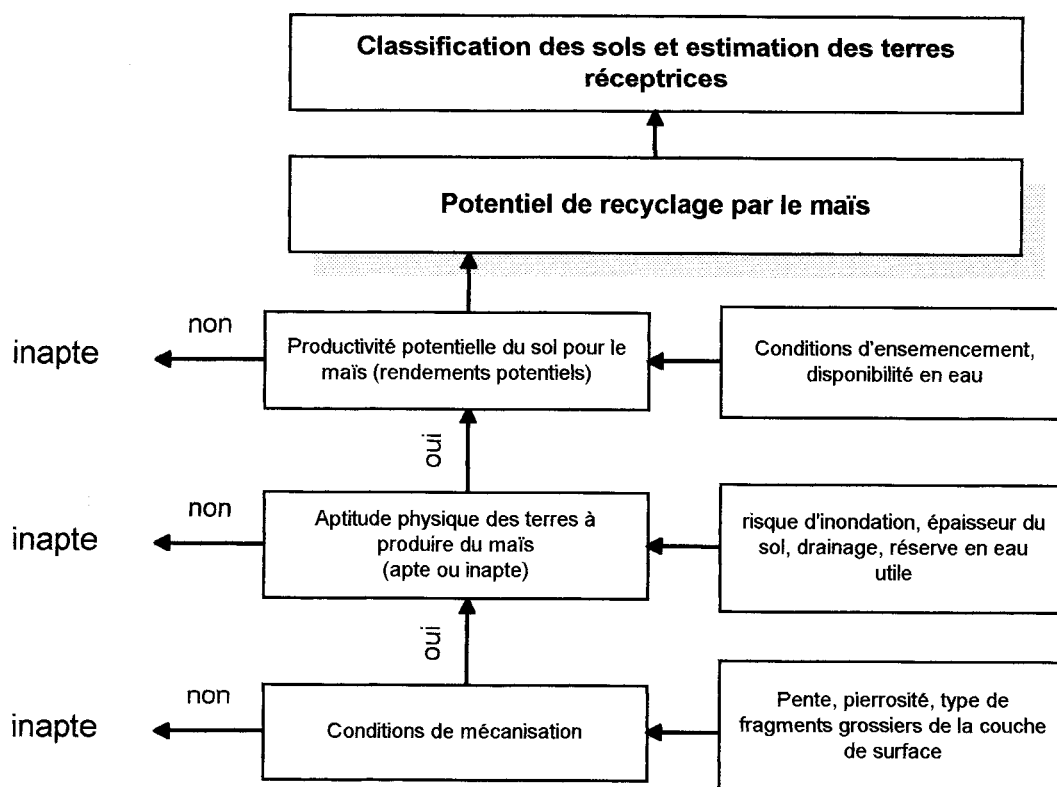 Classification des sols et estimation des terres
réceptrices
Potentiel de recyclage par le maïs
non
inapte
Productivité potentielle du sol pour le
maïs (rendements potentiels)
Conditions d'ensemencement,
disponibilité en eau
oui
non
inapte
Aptitude physique des terres à
produire du maïs
(apte ou inapte)
risque d'inondation, épaisseur du
sol, drainage, réserve en eau
utile
oui
non
inapte
Conditions de mécanisation
Pente, pierrosité, type de
fragments grossiers de la couche
de surface